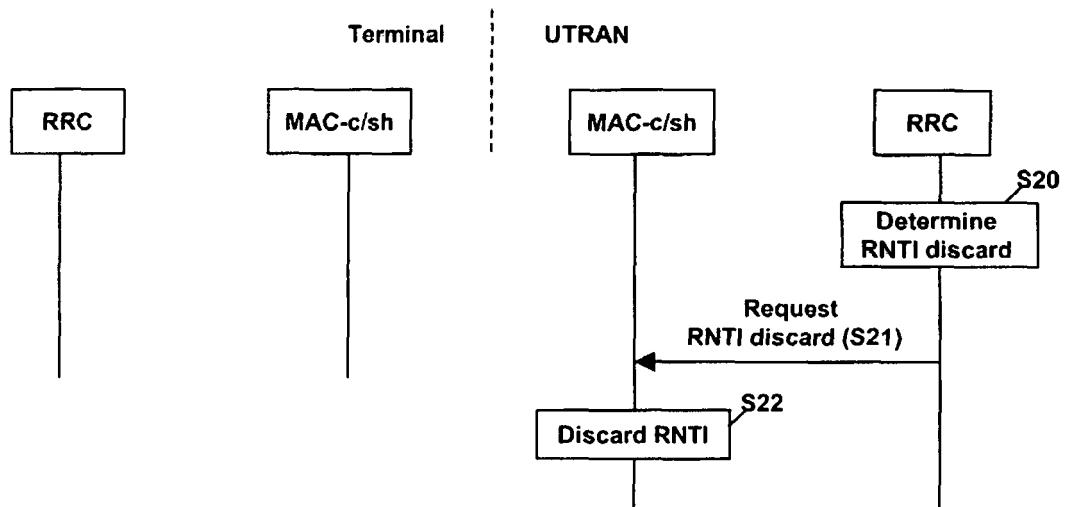 Terminal UTRAN
RRC MAC-c/sh MAC-c/sh RRC
S20
Determine
RNTI discard
Request
RNTI discard (S21)
S22
Discard RNTI